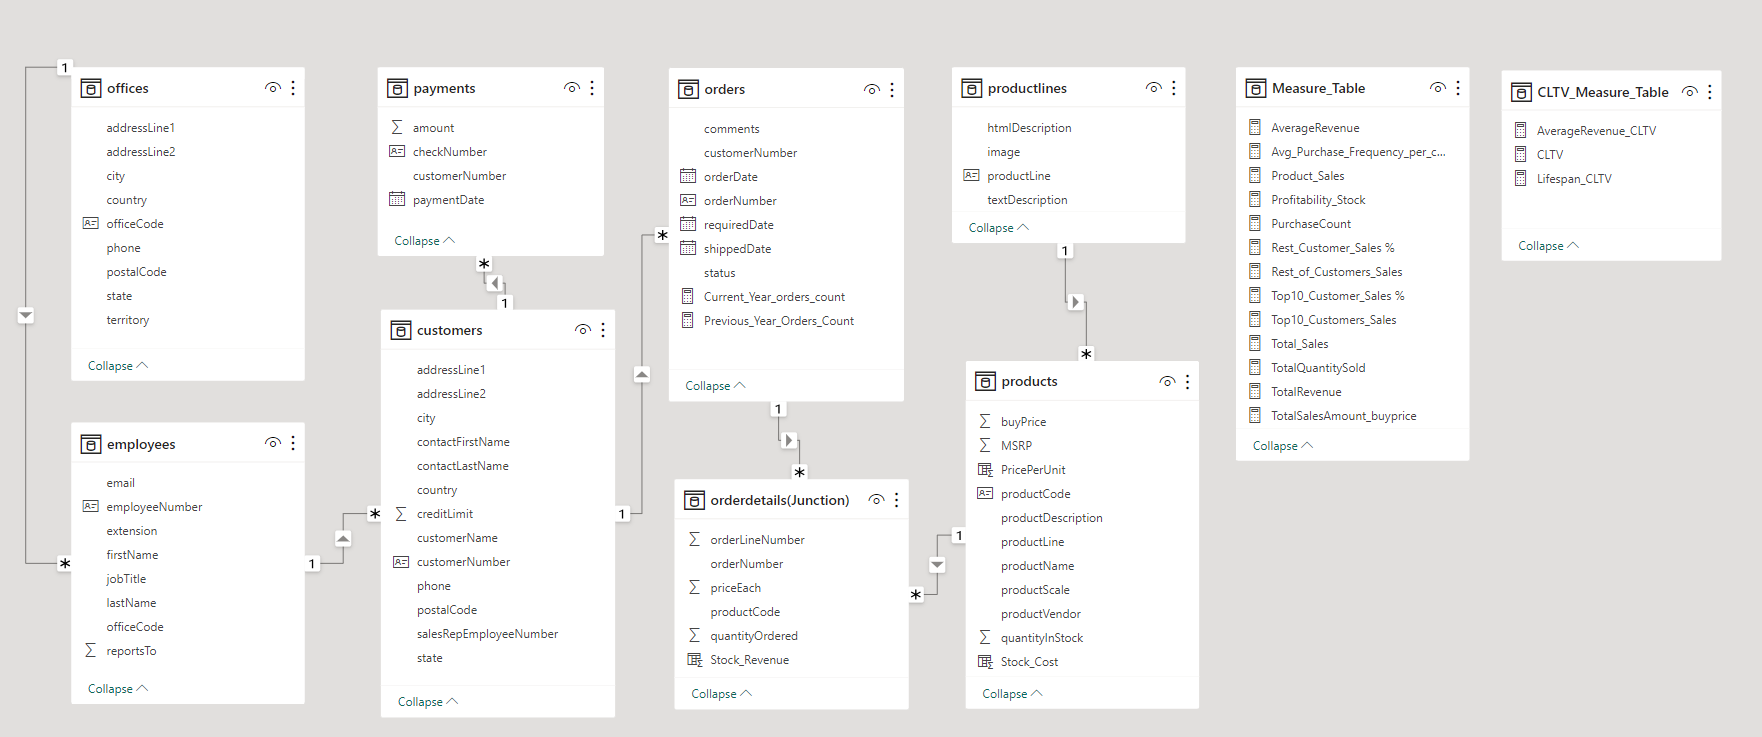 1
offices
addressLine1
addressLine2
city
country
officeCode
phone
postalCode
state
territory
Collapse
employees
email
employeeNumber
extension
firstName
jobTitle
lastName
officeCode
reportsTo
Collapse
*
1
payments
amount
checkNumber
customerNumber
paymentDate
Collapse
*
1
customers
addressLine1
addressLine2
city
contactFirstName
contactLastName
country
creditLimit
customerName
customerNumber
phone
postalCode
salesRepEmployeeNumber
state
Collapse
*
1
*
orders
comments
customerNumber
orderDate
orderNumber
requiredDate
shippedDate
status
Current_Year_orders_count
Previous_Year_Orders_Count
Collapse
1
*
orderdetails(Junction)
orderLineNumber
orderNumber
priceEach
productCode
quantityOrdered
Stock_Revenue
Collapse
*
1
productlines
htmlDescription
image
productLine
textDescription
Collapse
1
*
products
buyPrice
MSRP
PricePerUnit
productCode
productDescription
productLine
productName
productScale
productVendor
quantityInStock
Stock_Cost
Collapse
Measure_Table
AverageRevenue
Avg_Purchase_Frequency_per_c...
Product_Sales
Profitability_Stock
PurchaseCount
Rest_Customer_Sales %
Rest_of_Customers_Sales
Top10_Customer_Sales %
Top10_Customers_Sales
Total_Sales
TotalQuantitySold
TotalRevenue
TotalSalesAmount_buyprice
Collapse
CLTV_Measure_Table
AverageRevenue_CLTV
CLTV
Lifespan_CLTV
Collapse